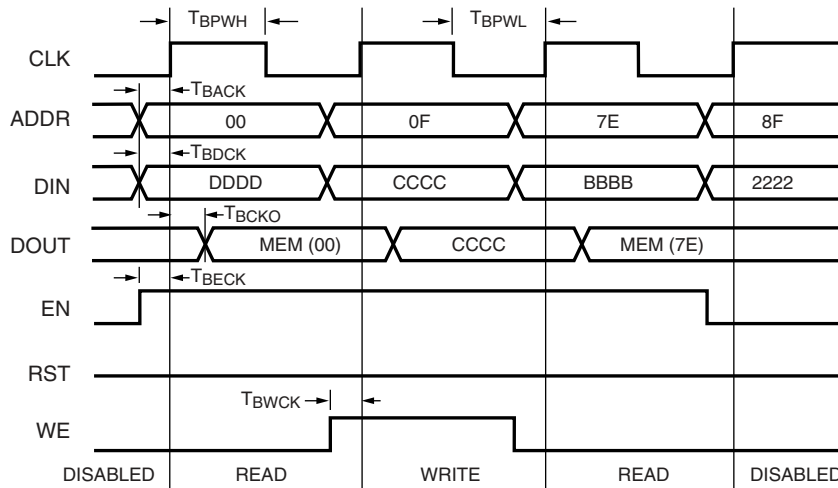 TBPWH TBPWL
CLK
TBACK
ADDR 00 0F 7E 8F
TBDCK
DIN DDDD CCCC BBBB 2222
TBCKO
DOUT MEM (00) CCCC MEM (7E)
TBECK
EN
RST
TBWCK
WE
DISABLED READ WRITE READ DISABLED